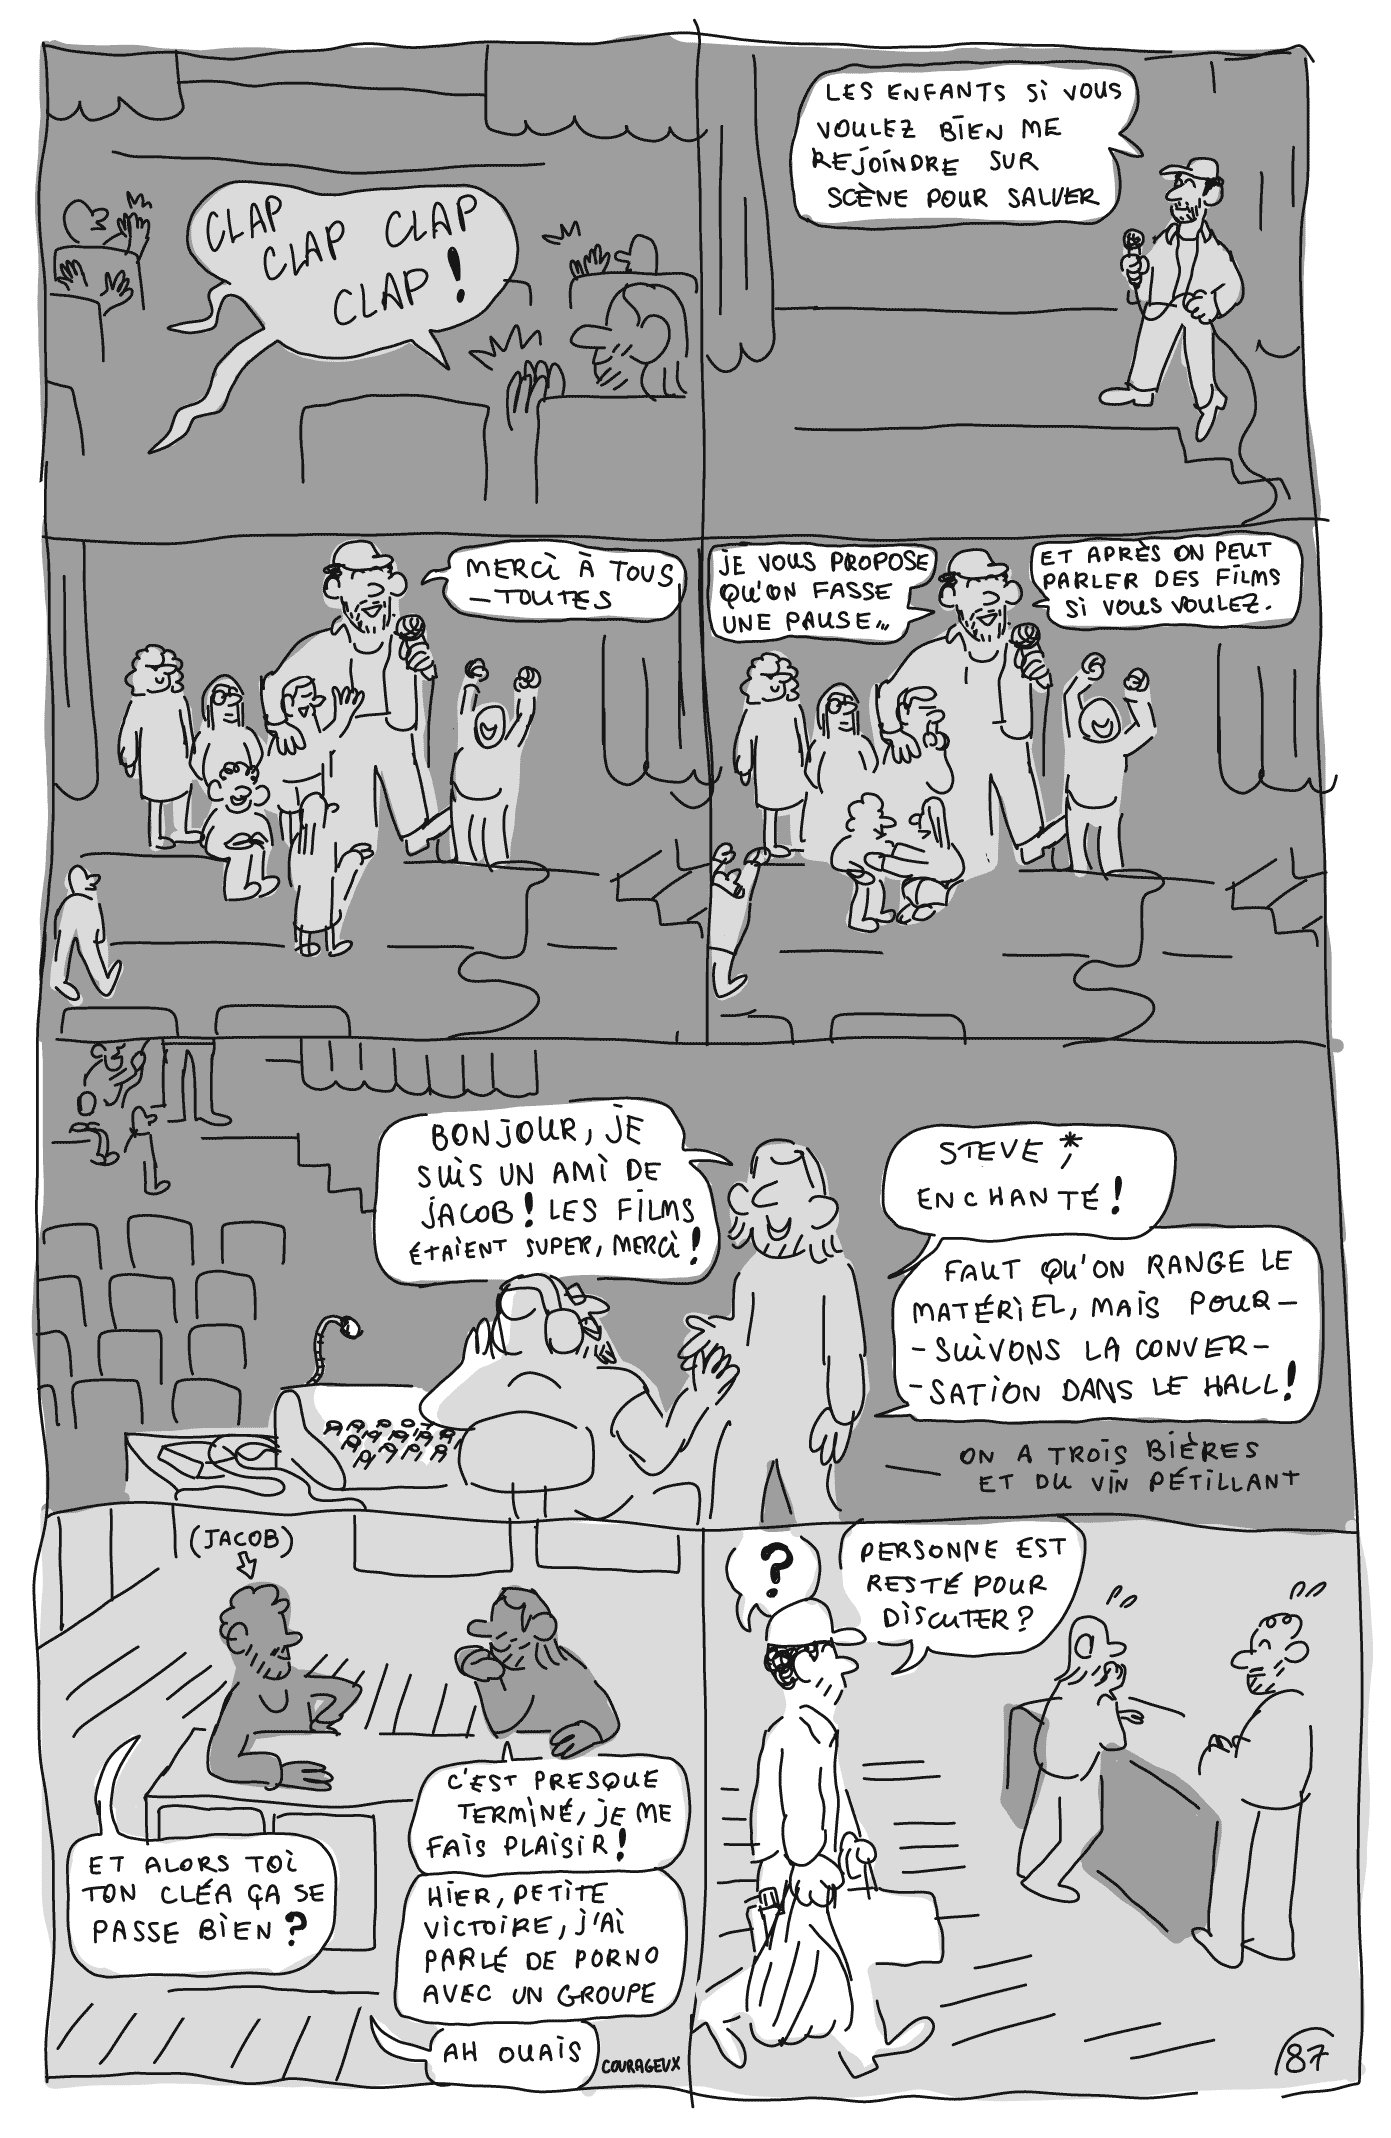 CLAP
CLAP CLAP
CLAP !
LES ENFANTS Si VOUS
VOULEZ BIEN ME
REJOINDRE SUR
SCÈNE POUR SALUER
MERCi À TOUS
—TOUTES
JE VOUS PROPOSE
QU'ON FASSE
UNE PAUSE...
ET APRÈS ON PEUT
PARLER DES FILMS
Si VOUS VOULEZ.
BONJOUR, JE
SUiS UN AMi DE
JACOB ! LES FiLMS
ÉTAiENT SUPER, MERCi !
STEVE *,
ENCHANTÉ !
FAUT QU'ON RANGE LE
MATÉRiEL, MAiS POUR—
-SUiVONS LA CONVER-
-SATiON DANS LE HALL !
ON A TROiS BiÈRES
ET DU ViN PÉTiLLANT
(JACOB)
ET ALORS TOi
TON CLÉA ÇA SE
PASSE BiEN ?
C'EST PRESQUE
TERMiNÉ, JE ME
FAiS PLAiSiR !
HiER, PETiTE
ViCTOiRE, J'Ai
PARLÉ DE PORNO
AVEC UN GROUPE
AH OUAiS
COURAGEUX
?
PERSONNE EST
RESTÉ POUR
DiSCUTER ?
87